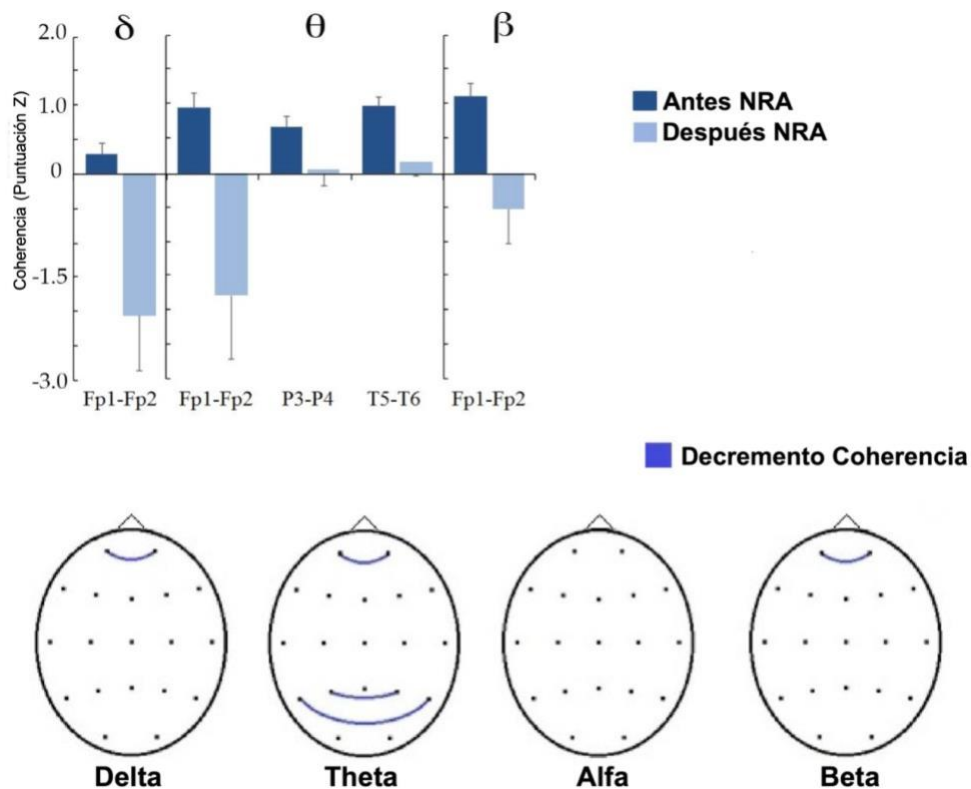 δ θ β
2.0
1.0
0
-1.5
-3.0
Coherencia (Puntuación Z)
Antes NRA
Después NRA
Fp1-Fp2 Fp1-Fp2 P3-P4 T5-T6 Fp1-Fp2
Decremento Coherencia
Delta Theta Alfa Beta